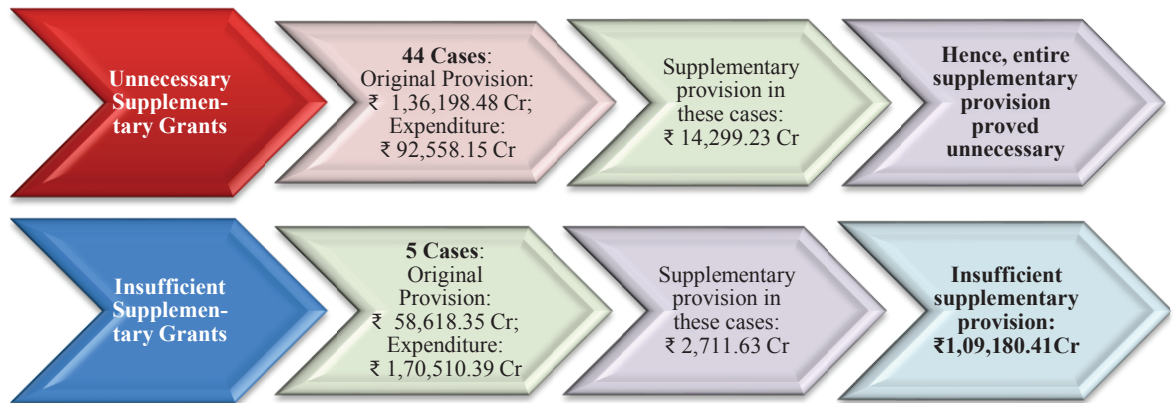 Unnecessary
Supplemen-
tary Grants
44 Cases:
Original Provision:
₹ 1,36,198.48 Cr;
Expenditure:
₹ 92,558.15 Cr
Supplementary
provision in
these cases:
₹ 14,299.23 Cr
Hence, entire
supplementary
provision
proved
unnecessary
Insufficient
Supplemen-
tary Grants
5 Cases:
Original
Provision:
₹ 58,618.35 Cr;
Expenditure:
₹ 1,70,510.39 Cr
Supplementary
provision in
these cases:
₹ 2,711.63 Cr
Insufficient
supplementary
provision:
₹1,09,180.41Cr